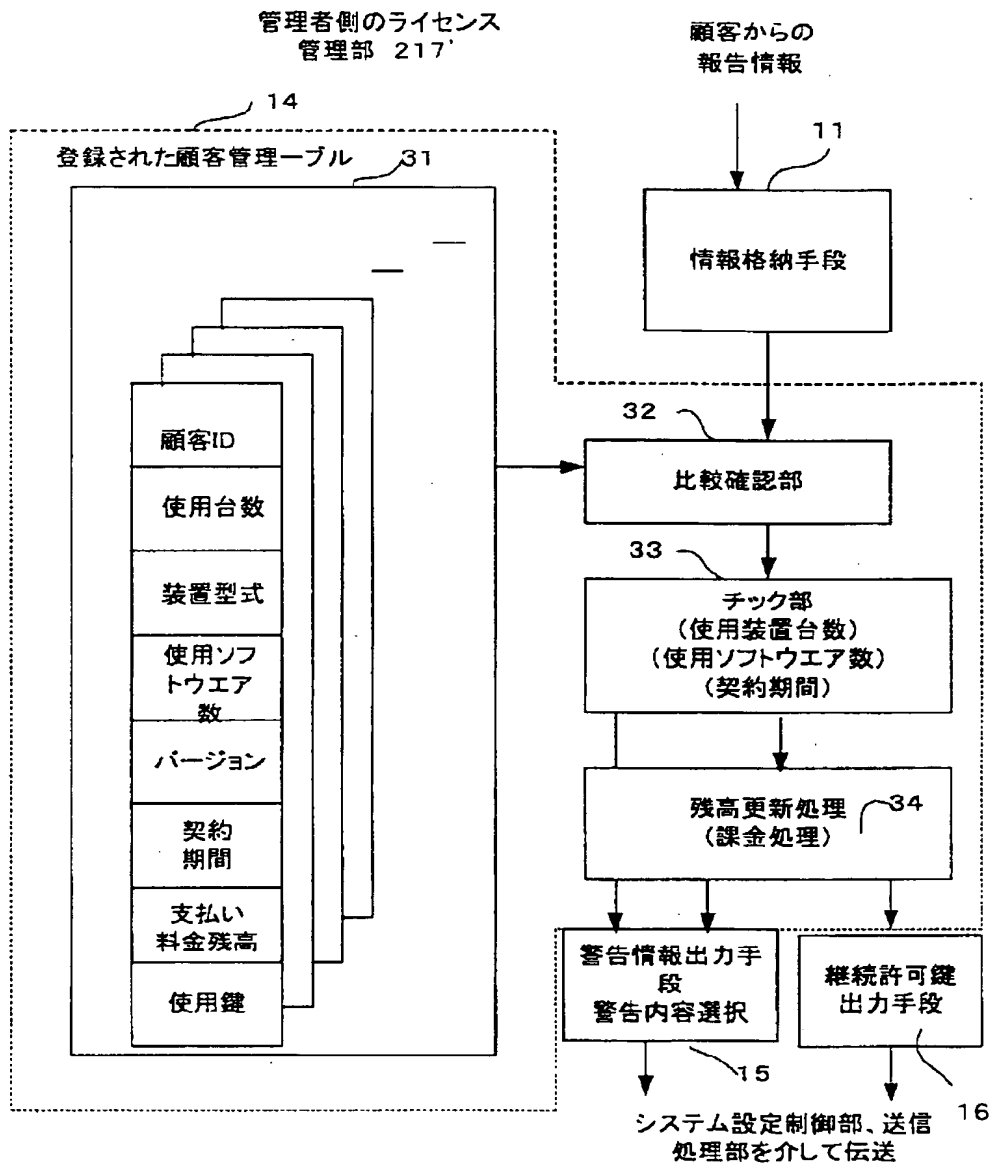 管理者側のライセンス
管理部 217'
顧客からの
報告情報
14
登録された顧客管理ーブル
31
11
情報格納手段
顧客ID
使用台数
装置型式
使用ソフ
トウエア
数
バージョン
契約
期間
支払い
料金残高
使用鍵
32
比較確認部
33
チック部
(使用装置台数)
(使用ソフトウエア数)
(契約期間)
残高更新処理
(課金処理)
34
警告情報出力手
段
警告内容選択
15
継続許可鍵
出力手段
16
システム設定制御部、送信
処理部を介して伝送